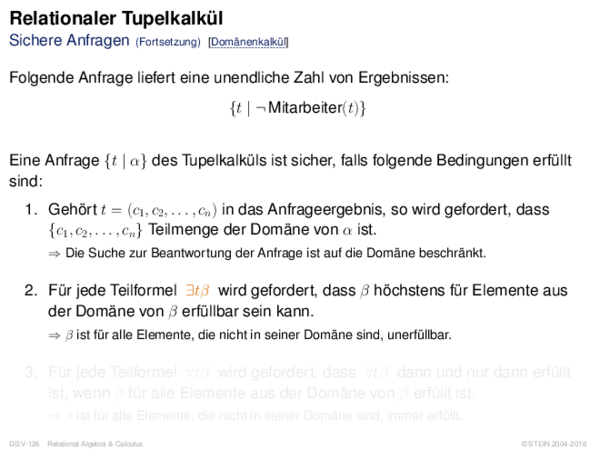 Relationaler Tupelkalkül
Sichere Anfragen (Fortsetzung) [Domänenkalkül]
Folgende Anfrage liefert eine unendliche Zahl von Ergebnissen:
{t | ¬ Mitarbeiter(t)}
Eine Anfrage {t | α} des Tupelkalküls ist sicher, falls folgende Bedingungen erfüllt
sind:
1. Gehört t = (c₁, c₂, . . . , cₙ) in das Anfrageergebnis, so wird gefordert, dass
{c₁, c₂, . . . , cₙ} Teilmenge der Domäne von α ist.
⇒ Die Suche zur Beantwortung der Anfrage ist auf die Domäne beschränkt.
2. Für jede Teilformel ∃tβ wird gefordert, dass β höchstens für Elemente aus
der Domäne von β erfüllbar sein kann.
⇒ β ist für alle Elemente, die nicht in seiner Domäne sind, unerfüllbar.
3. Für jede Teilformel ∀tβ wird gefordert, dass ∀tβ dann und nur dann erfüllt
ist, wenn β für alle Elemente aus der Domäne von β erfüllt ist.
⇒ β ist für alle Elemente, die nicht in seiner Domäne sind, immer erfüllt.
DB:V-126 Relational Algebra & Calculus ©STEIN 2004-2018